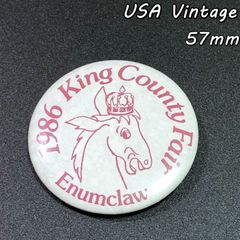 USA Vintage
57mm
1986 King County Fair
Enumclaw